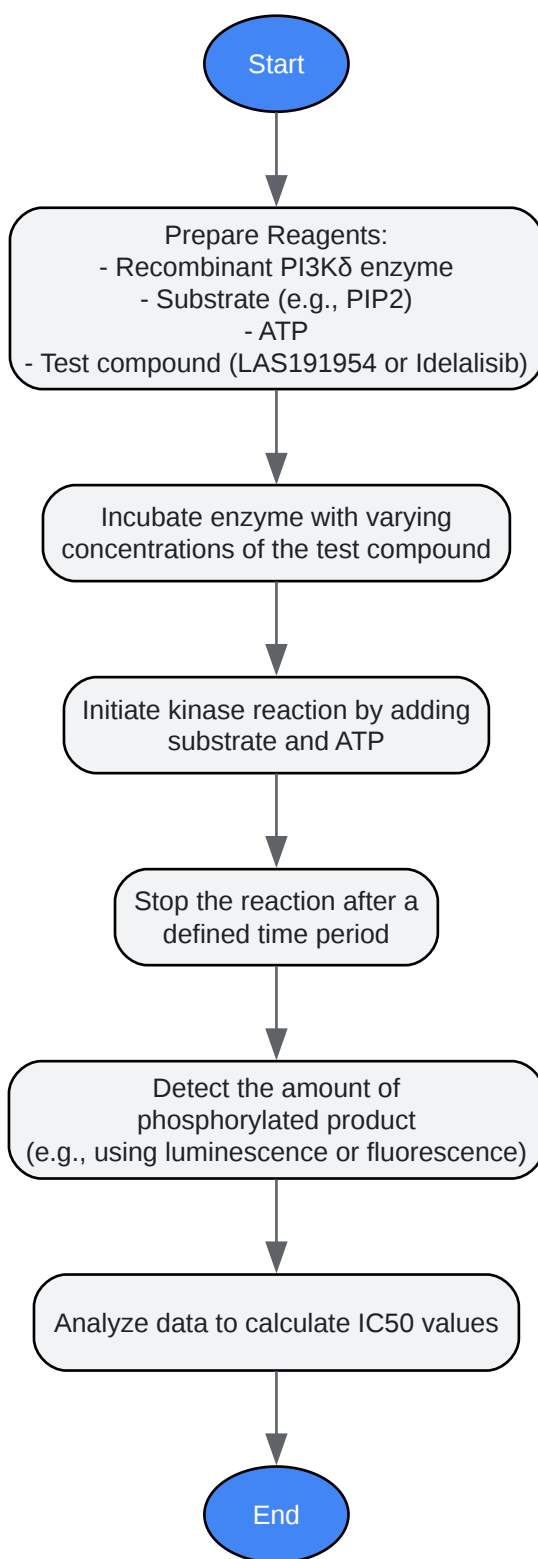 Start
Prepare Reagents:
- Recombinant PI3Kδ enzyme
- Substrate (e.g., PIP2)
- ATP
- Test compound (LAS191954 or Idelalisib)
Incubate enzyme with varying
concentrations of the test compound
Initiate kinase reaction by adding
substrate and ATP
Stop the reaction after a
defined time period
Detect the amount of
phosphorylated product
(e.g., using luminescence or fluorescence)
Analyze data to calculate IC50 values
End